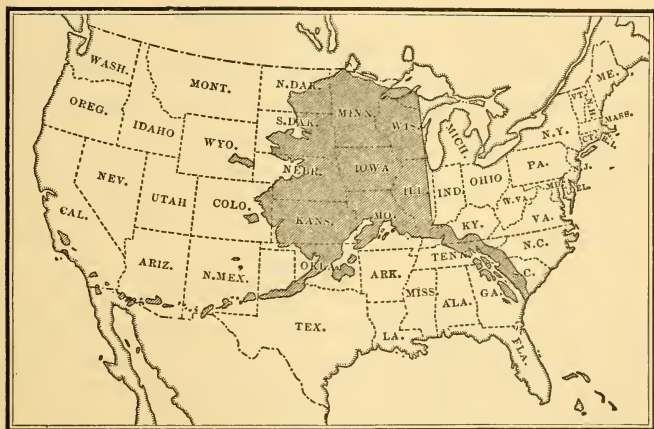 WASH.
MONT.
N.DAK.
MINN.
ME.
OREG.
IDAHO
S.DAK.
WIS.
MICH.
VT.
N.H.
MASS.
N.Y.
CT.
R.I.
WYO.
NEBR.
IOWA
PA.
N.J.
NEV.
UTAH
COLO.
ILL.
IND.
OHIO
MD.
DEL.
W.VA.
CAL.
KANS.
MO.
KY.
VA.
ARIZ.
N.MEX.
OKLA.
ARK.
TENN.
N.C.
S.C.
MISS.
ALA.
GA.
TEX.
LA.
FLA.